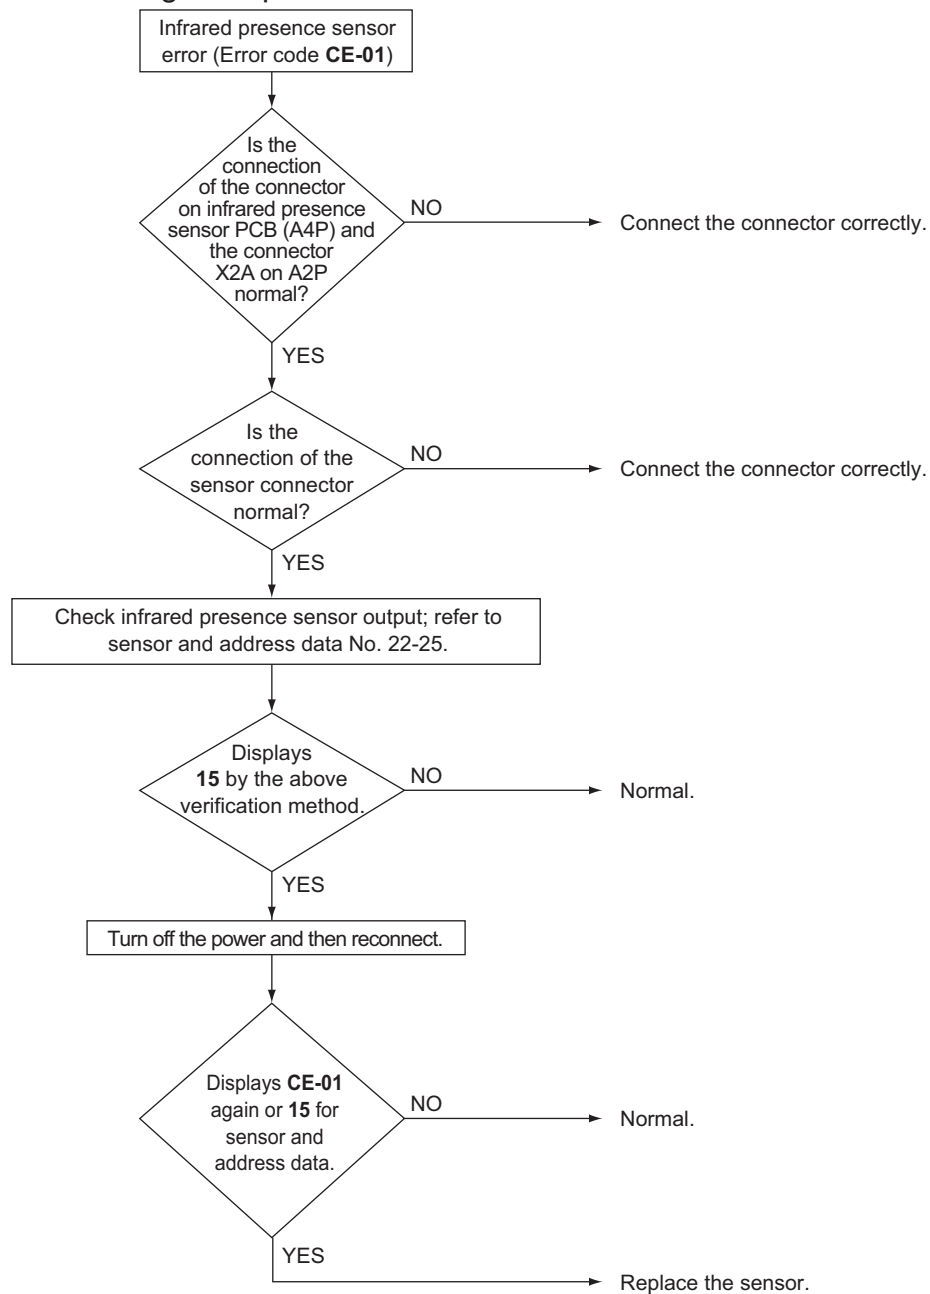 Infrared presence sensor
error (Error code CE-01)
Is the
connection
of the connector
on infrared presence
sensor PCB (A4P) and
the connector
X2A on A2P
normal?
NO
Connect the connector correctly.
YES
Is the
connection of the
sensor connector
normal?
NO
Connect the connector correctly.
YES
Check infrared presence sensor output; refer to
sensor and address data No. 22-25.
Displays
15 by the above
verification method.
NO
Normal.
YES
Turn off the power and then reconnect.
Displays CE-01
again or 15 for
sensor and
address data.
NO
Normal.
YES
Replace the sensor.